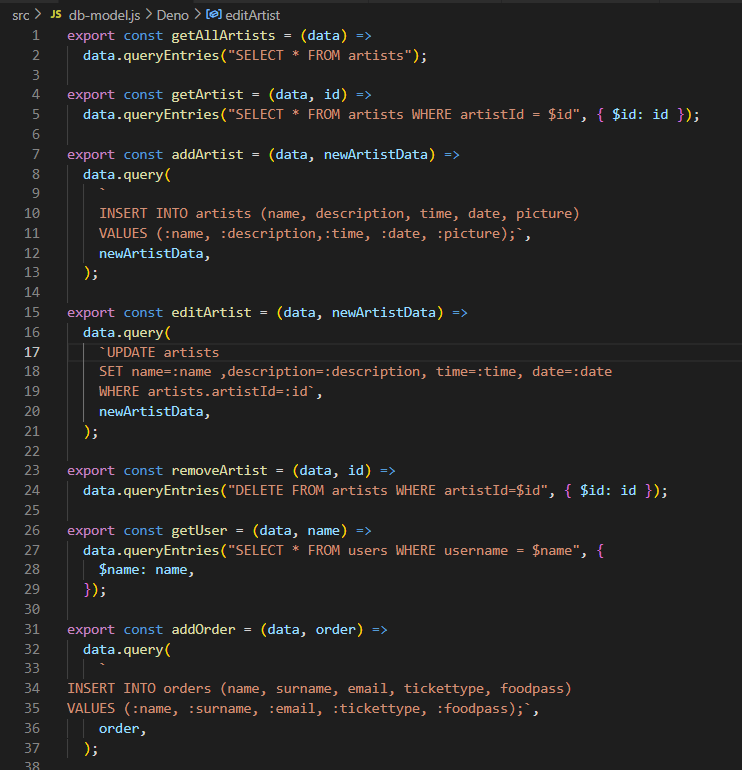 src > JS db-model.js > Deno > editArtist
1 export const getAllArtists = (data) =>
2   data.queryEntries("SELECT * FROM artists");
3
4 export const getArtist = (data, id) =>
5   data.queryEntries("SELECT * FROM artists WHERE artistId = $id", { $id: id });
6
7 export const addArtist = (data, newArtistData) =>
8   data.query(
9     `
10     INSERT INTO artists (name, description, time, date, picture)
11     VALUES (:name, :description,:time, :date, :picture);`,
12     newArtistData,
13   );
14
15 export const editArtist = (data, newArtistData) =>
16   data.query(
17     `UPDATE artists
18     SET name=:name ,description=:description, time=:time, date=:date
19     WHERE artists.artistId=:id`,
20     newArtistData,
21   );
22
23 export const removeArtist = (data, id) =>
24   data.queryEntries("DELETE FROM artists WHERE artistId=$id", { $id: id });
25
26 export const getUser = (data, name) =>
27   data.queryEntries("SELECT * FROM users WHERE username = $name", {
28     $name: name,
29   });
30
31 export const addOrder = (data, order) =>
32   data.query(
33     `
34 INSERT INTO orders (name, surname, email, tickettype, foodpass)
35 VALUES (:name, :surname, :email, :tickettype, :foodpass);`,
36     order,
37   );
38